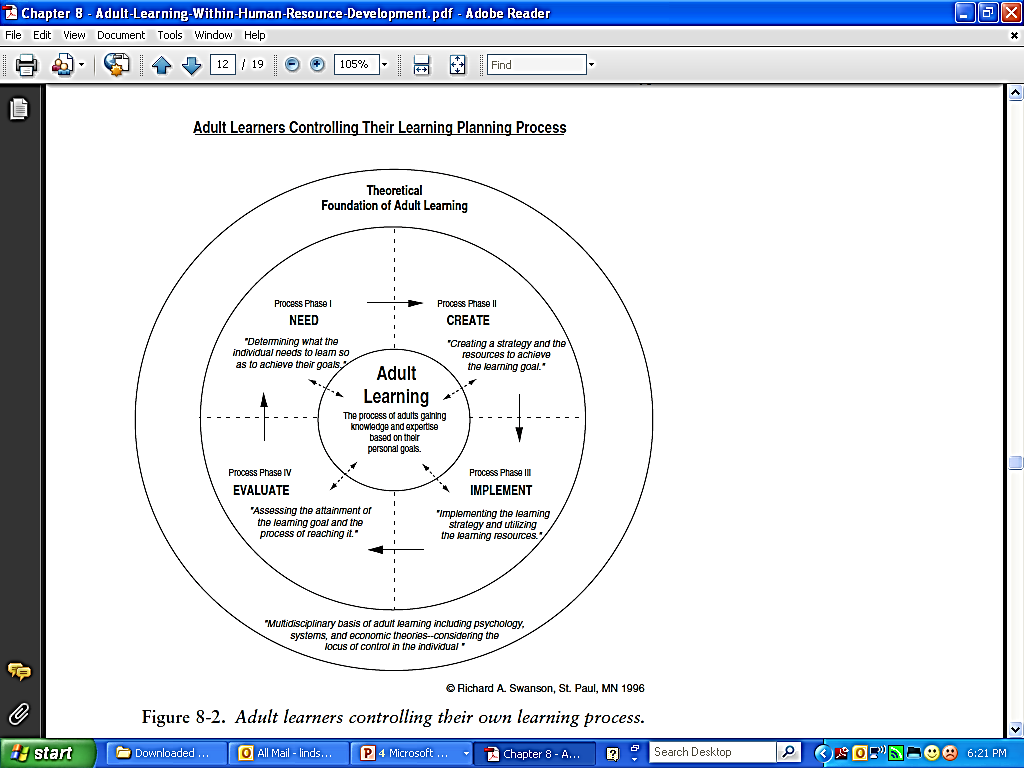 Chapter 8 - Adult-Learning-Within-Human-Resource-Development.pdf - Adobe Reader
File Edit View Document Tools Window Help
12 / 19 105% Find
Adult Learners Controlling Their Learning Planning Process
Theoretical
Foundation of Adult Learning
Process Phase I
NEED
"Determining what the
individual needs to learn so
as to achieve their goals."
Process Phase II
CREATE
"Creating a strategy and the
resources to achieve
the learning goal."
Adult
Learning
The process of adults gaining
knowledge and expertise
based on their
personal goals.
Process Phase IV
EVALUATE
"Assessing the attainment of
the learning goal and the
process of reaching it."
Process Phase III
IMPLEMENT
"Implementing the learning
strategy and utilizing
the learning resources."
"Multidisciplinary basis of adult learning including psychology,
systems, and economic theories--considering the
locus of control in the individual "
© Richard A. Swanson, St. Paul, MN 1996
Figure 8-2. Adult learners controlling their own learning process.
start Downloaded ... All Mail - linds... 4 Microsoft ... Chapter 8 - A... Search Desktop 6:21 PM